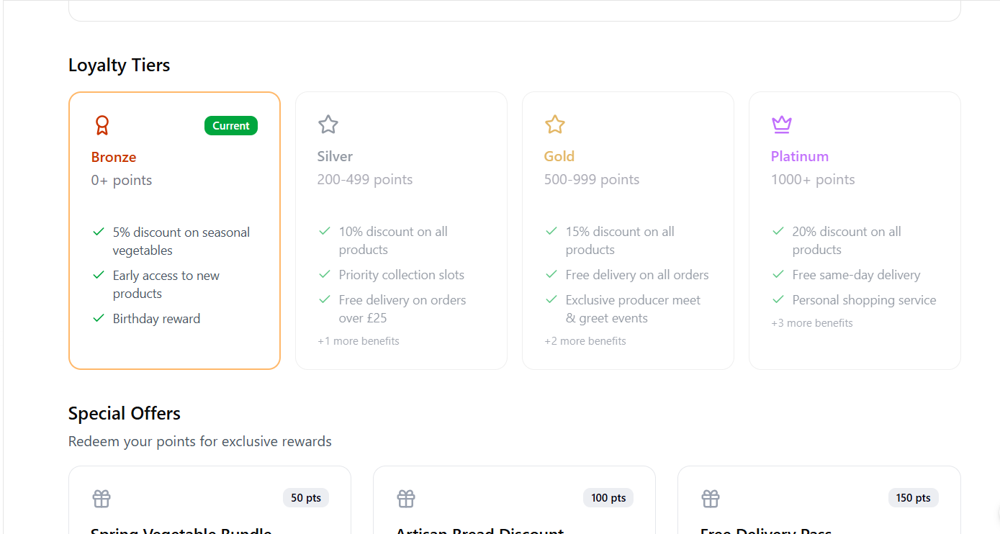 Loyalty Tiers
Current
Bronze
0+ points
5% discount on seasonal
vegetables
Early access to new
products
Birthday reward
Silver
200-499 points
10% discount on all
products
Priority collection slots
Free delivery on orders
over £25
+1 more benefits
Gold
500-999 points
15% discount on all
products
Free delivery on all orders
Exclusive producer meet
& greet events
+2 more benefits
Platinum
1000+ points
20% discount on all
products
Free same-day delivery
Personal shopping service
+3 more benefits
Special Offers
Redeem your points for exclusive rewards
50 pts
Spring Vegetable Bundle
100 pts
Artisan Bread Discount
150 pts
Free Delivery Pass